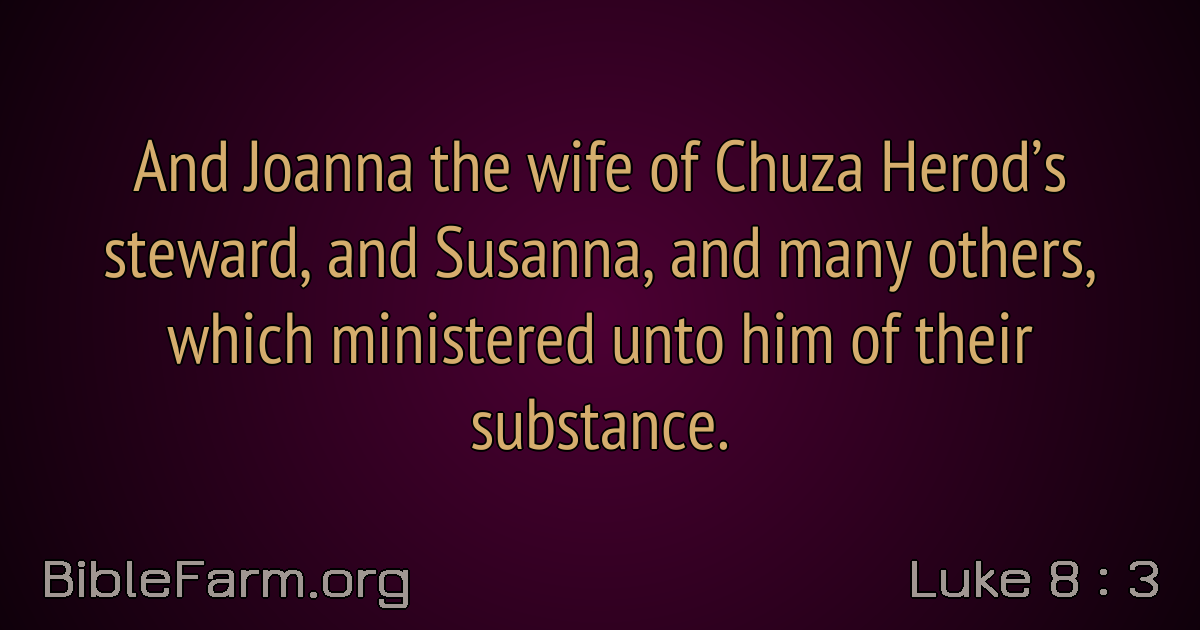 And Joanna the wife of Chuza Herod’s
steward, and Susanna, and many others,
which ministered unto him of their
substance.
BibleFarm.org
Luke 8 : 3